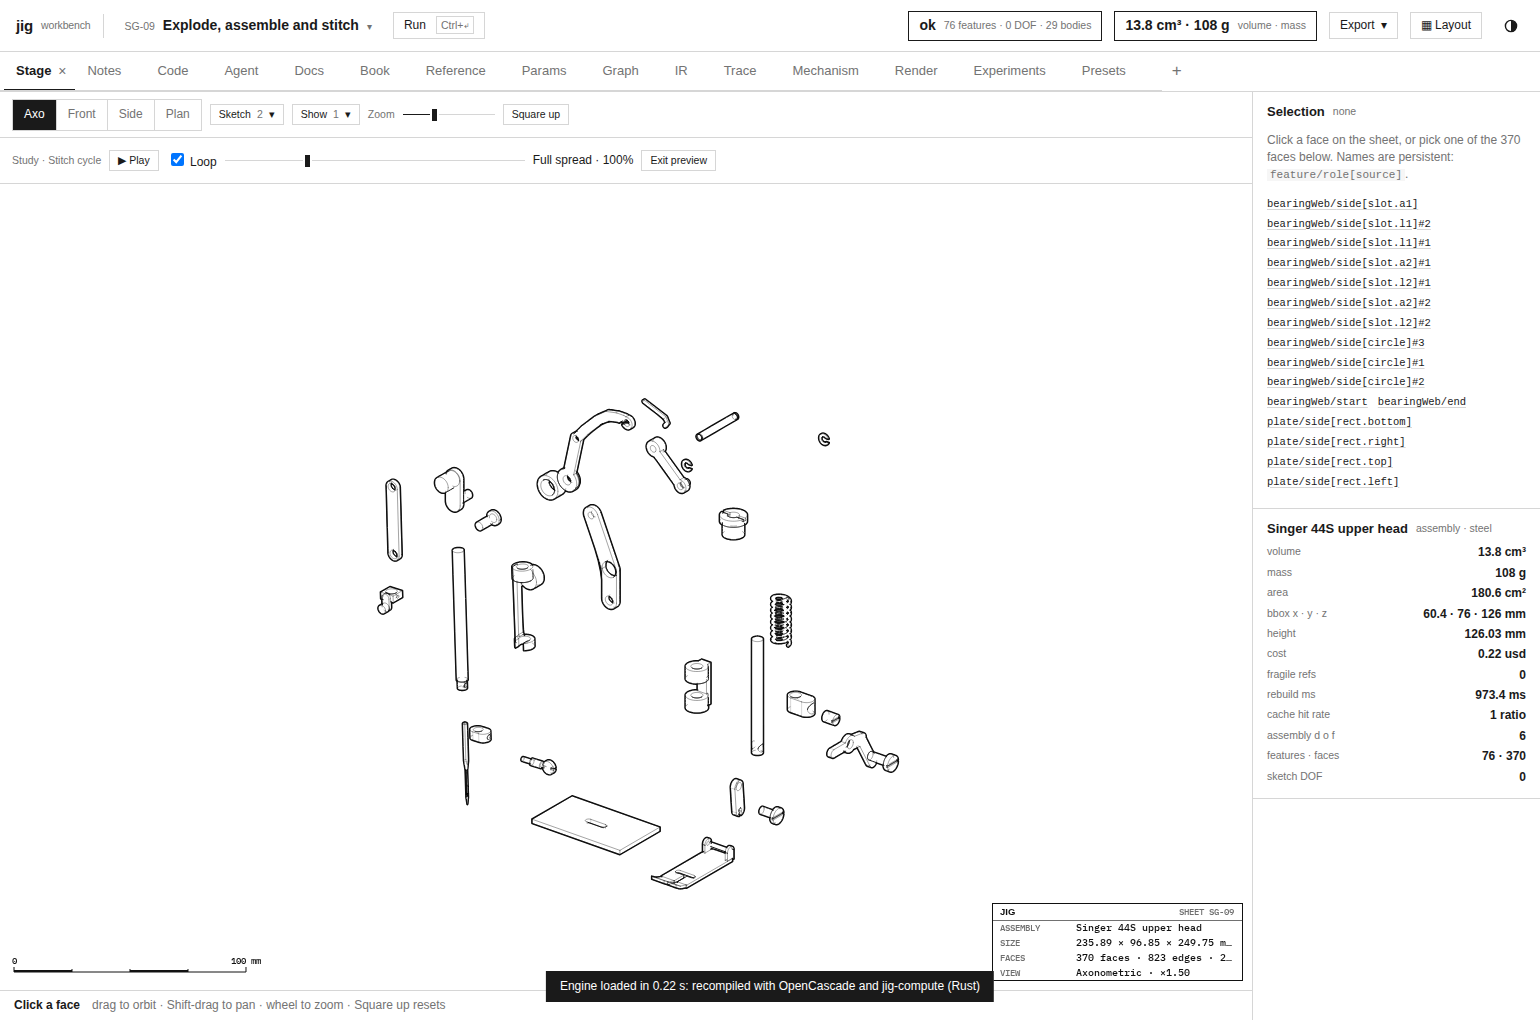 jig workbench SG-09 Explode, assemble and stitch ▾ Run Ctrl+↵ ok 76 features · 0 DOF · 29 bodies 13.8 cm³ · 108 g volume · mass Export ▾ ▦ Layout
Stage × Notes Code Agent Docs Book Reference Params Graph IR Trace Mechanism Render Experiments Presets +
Axo Front Side Plan Sketch 2 ▾ Show 1 ▾ Zoom Square up
Study · Stitch cycle ▶ Play Loop Full spread · 100% Exit preview
Selection none
Click a face on the sheet, or pick one of the 370
faces below. Names are persistent:
feature/role[source].
bearingWeb/side[slot.a1]
bearingWeb/side[slot.l1]#2
bearingWeb/side[slot.l1]#1
bearingWeb/side[slot.a2]#1
bearingWeb/side[slot.l2]#1
bearingWeb/side[slot.a2]#2
bearingWeb/side[slot.l2]#2
bearingWeb/side[circle]#3
bearingWeb/side[circle]#1
bearingWeb/side[circle]#2
bearingWeb/start bearingWeb/end
plate/side[rect.bottom]
plate/side[rect.right]
plate/side[rect.top]
plate/side[rect.left]
Singer 44S upper head assembly · steel
volume 13.8 cm³
mass 108 g
area 180.6 cm²
bbox x · y · z 60.4 · 76 · 126 mm
height 126.03 mm
cost 0.22 usd
fragile refs 0
rebuild ms 973.4 ms
cache hit rate 1 ratio
assembly d o f 6
features · faces 76 · 370
sketch DOF 0
JIG SHEET SG-09
ASSEMBLY Singer 44S upper head
SIZE 235.89 × 96.85 × 249.75 m…
FACES 370 faces · 823 edges · 2…
VIEW Axonometric · ×1.50
0 100 mm
Engine loaded in 0.22 s: recompiled with OpenCascade and jig-compute (Rust)
Click a face drag to orbit · Shift-drag to pan · wheel to zoom · Square up resets